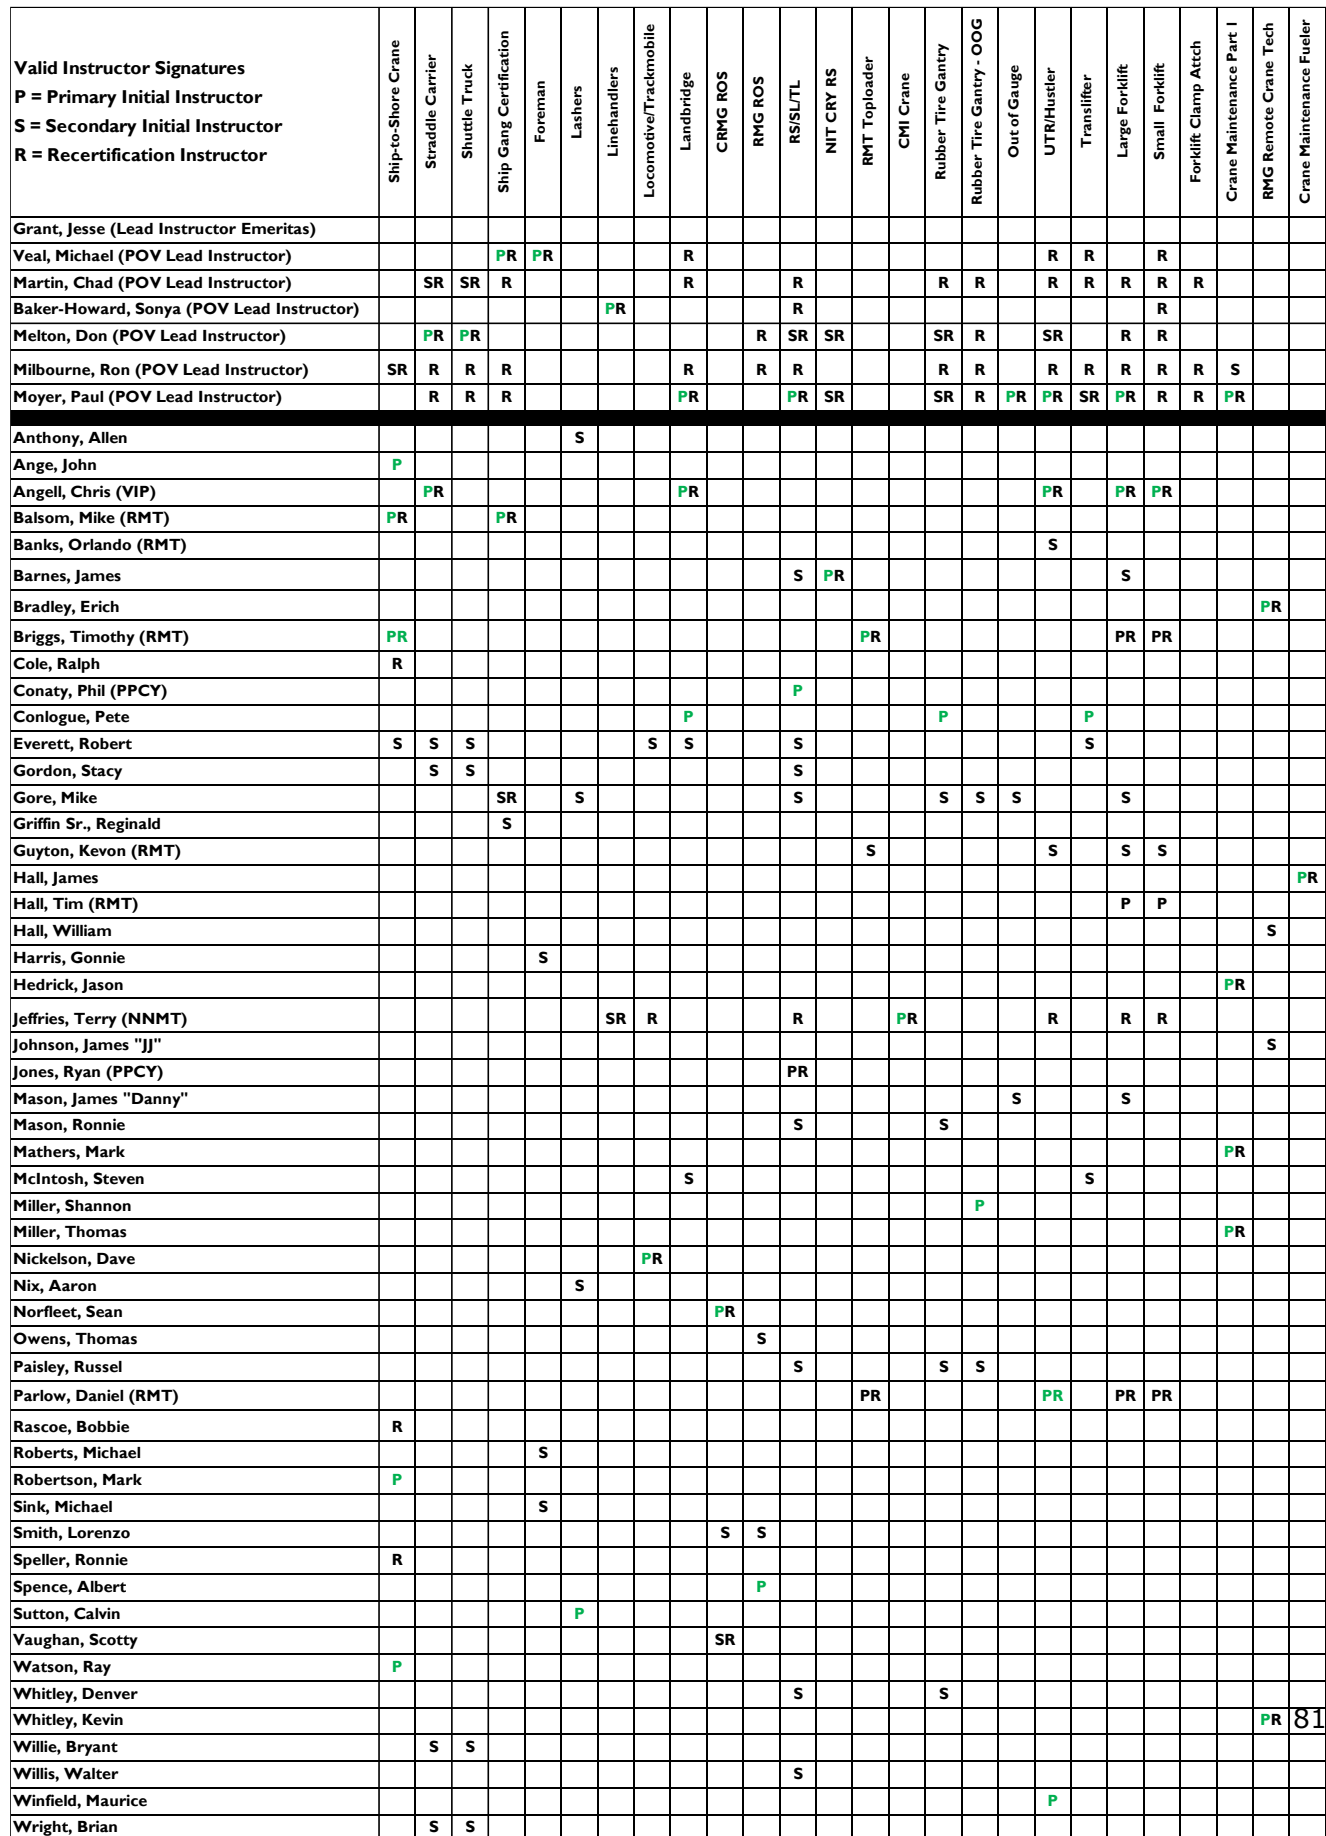 Valid Instructor Signatures
P = Primary Initial Instructor
S = Secondary Initial Instructor
R = Recertification Instructor
Ship-to-Shore Crane
Straddle Carrier
Shuttle Truck
Ship Gang Certification
Foreman
Lashers
Linehandlers
Locomotive/Trackmobile
Landbridge
CRMG ROS
RMG ROS
RS/SL/TL
NIT CRY RS
RMT Toploader
CMI Crane
Rubber Tire Gantry
Rubber Tire Gantry - OOG
Out of Gauge
UTR/Hustler
Translifter
Large Forklift
Small Forklift
Forklift Clamp Attch
Crane Maintenance Part 1
RMG Remote Crane Tech
Crane Maintenance Fueler
Grant, Jesse (Lead Instructor Emeritas)
Veal, Michael (POV Lead Instructor) PR PR R R R R
Martin, Chad (POV Lead Instructor) SR SR R R R R R R R R R R
Baker-Howard, Sonya (POV Lead Instructor) PR R R
Melton, Don (POV Lead Instructor) PR PR R SR SR SR R SR R R
Milbourne, Ron (POV Lead Instructor) SR R R R R R R R R R R R R R S
Moyer, Paul (POV Lead Instructor) R R R PR PR SR SR R PR PR SR PR R R PR
Anthony, Allen S
Ange, John P
Angell, Chris (VIP) PR PR PR PR PR
Balsom, Mike (RMT) PR PR
Banks, Orlando (RMT) S
Barnes, James S PR S
Bradley, Erich PR
Briggs, Timothy (RMT) PR PR PR PR
Cole, Ralph R
Conaty, Phil (PPCY) P
Conlogue, Pete P P P
Everett, Robert S S S S S S S
Gordon, Stacy S S S
Gore, Mike SR S S S S S S
Griffin Sr., Reginald S
Guyton, Kevon (RMT) S S S S
Hall, James PR
Hall, Tim (RMT) P P
Hall, William S
Harris, Gonnie S
Hedrick, Jason PR
Jeffries, Terry (NNMT) SR R R PR R R R
Johnson, James "JJ" S
Jones, Ryan (PPCY) PR
Mason, James "Danny" S S
Mason, Ronnie S S
Mathers, Mark PR
McIntosh, Steven S S
Miller, Shannon P
Miller, Thomas PR
Nickelson, Dave PR
Nix, Aaron S
Norfleet, Sean PR
Owens, Thomas S
Paisley, Russel S S S
Parlow, Daniel (RMT) PR PR PR PR
Rascoe, Bobbie R
Roberts, Michael S
Robertson, Mark P
Sink, Michael S
Smith, Lorenzo S S
Speller, Ronnie R
Spence, Albert P
Sutton, Calvin P
Vaughan, Scotty SR
Watson, Ray P
Whitley, Denver S S
Whitley, Kevin PR 81
Willie, Bryant S S
Willis, Walter S
Winfield, Maurice P
Wright, Brian S S